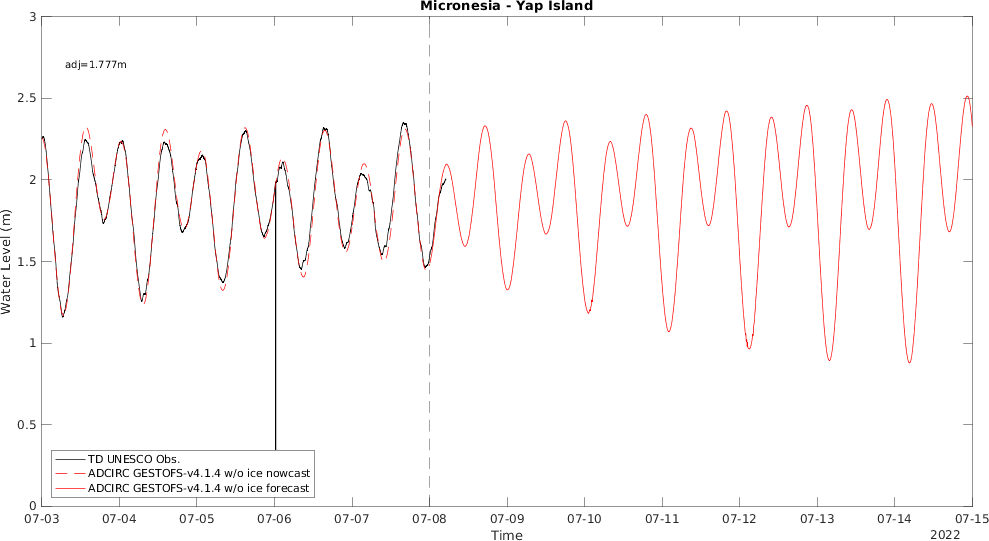 Micronesia - Yap Island
adj=1.777m
Water Level (m)
3
2.5
2
1.5
1
0.5
0
TD UNESCO Obs.
ADCIRC GESTOFS-v4.1.4 w/o ice nowcast
ADCIRC GESTOFS-v4.1.4 w/o ice forecast
07-03 07-04 07-05 07-06 07-07 07-08 07-09 07-10 07-11 07-12 07-13 07-14 07-15
Time
2022